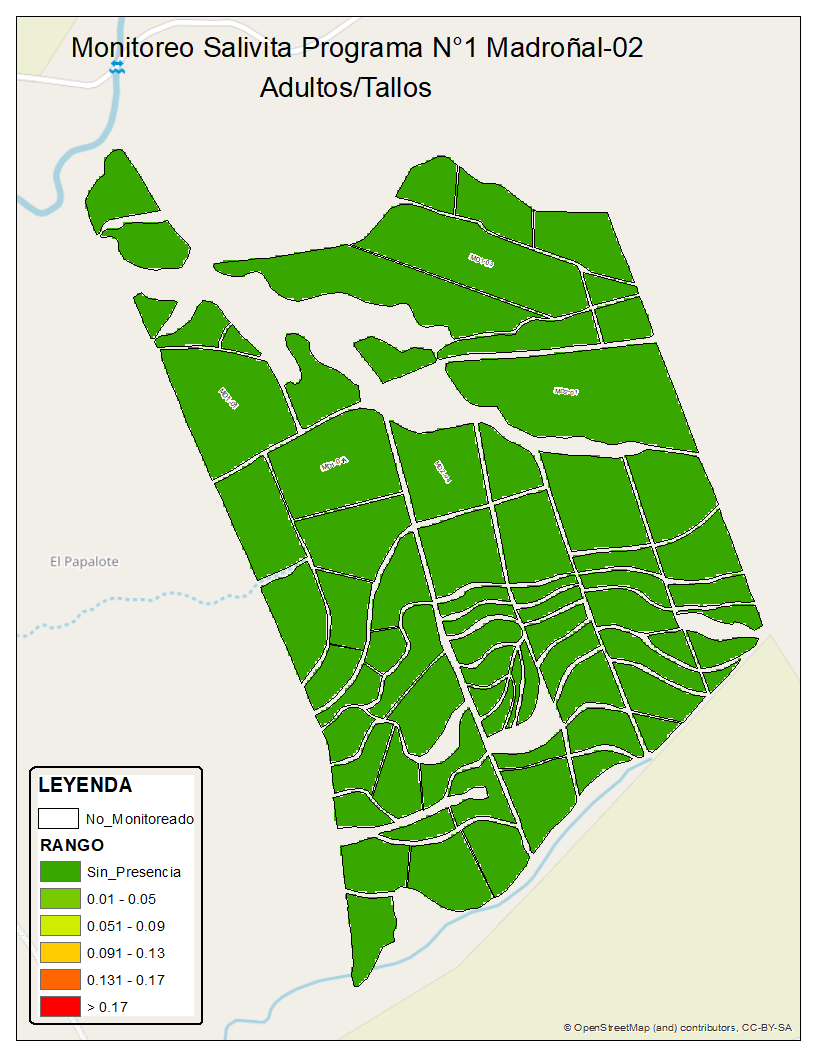 Monitoreo Salivita Programa N°1 Madroñal-02
Adultos/Tallos
El Papalote
LEYENDA
No_Monitoreado
RANGO
Sin_Presencia
0.01 - 0.05
0.051 - 0.09
0.091 - 0.13
0.131 - 0.17
> 0.17
© OpenStreetMap (and) contributors, CC-BY-SA